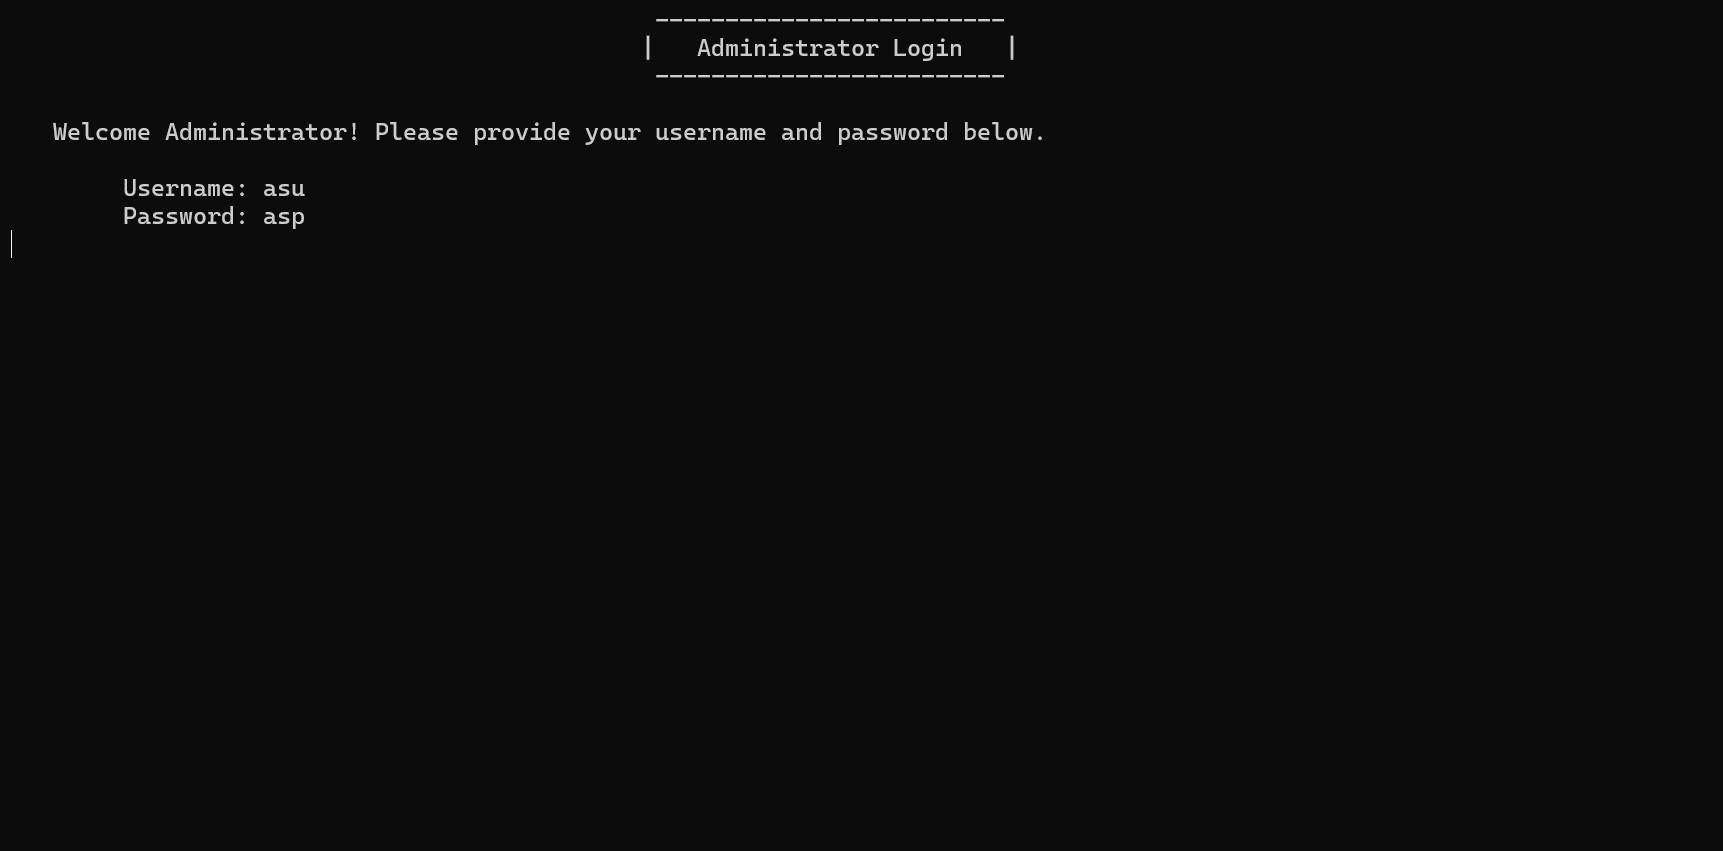 -------------------------
|   Administrator Login   |
-------------------------
Welcome Administrator! Please provide your username and password below.
Username: asu
Password: asp